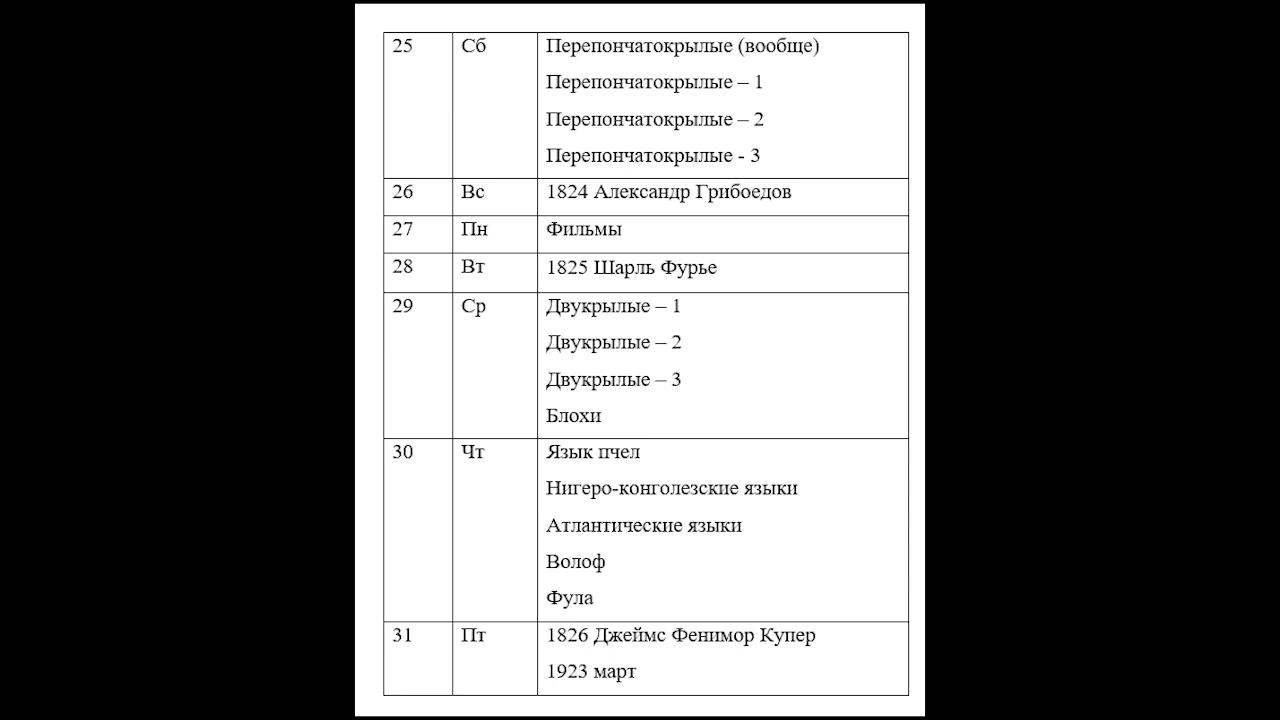 25 Сб Перепончатокрылые (вообще)
Перепончатокрылые – 1
Перепончатокрылые – 2
Перепончатокрылые - 3
26 Вс 1824 Александр Грибоедов
27 Пн Фильмы
28 Вт 1825 Шарль Фурье
29 Ср Двукрылые – 1
Двукрылые – 2
Двукрылые – 3
Блохи
30 Чт Язык пчел
Нигеро-конголезские языки
Атлантические языки
Волоф
Фула
31 Пт 1826 Джеймс Фенимор Купер
1923 март